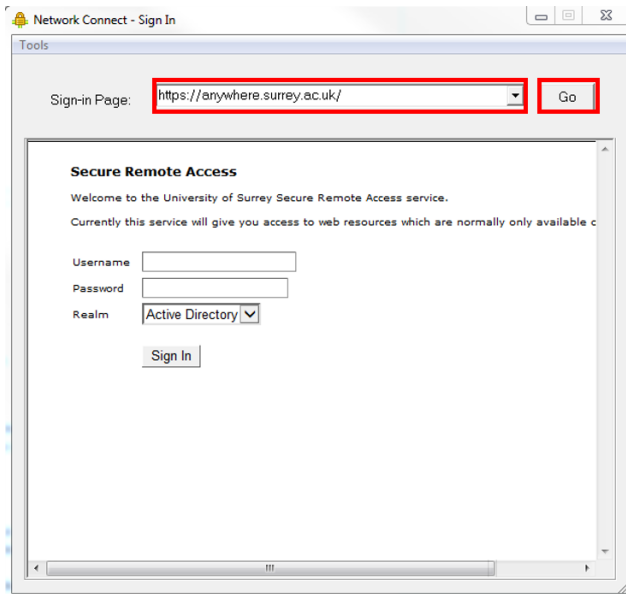 Network Connect - Sign In
Tools
Sign-in Page: https://anywhere.surrey.ac.uk/ Go
Secure Remote Access
Welcome to the University of Surrey Secure Remote Access service.
Currently this service will give you access to web resources which are normally only available
Username
Password
Realm Active Directory
Sign In